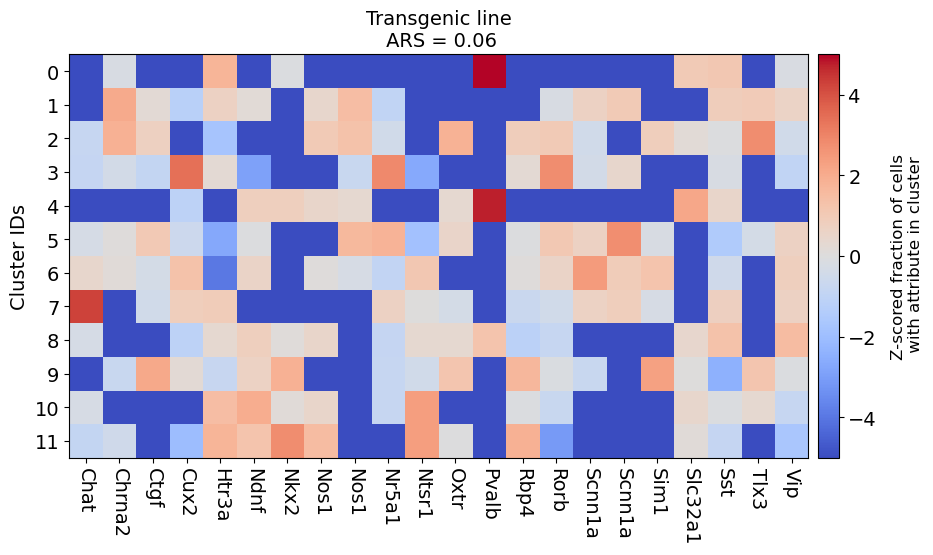 Transgenic line
ARS = 0.06
Cluster IDs
0
1
2
3
4
5
6
7
8
9
10
11
Chat
Chrna2
Ctgf
Cux2
Htr3a
Ndnf
Nkx2
Nos1
Nos1
Nr5a1
Ntsr1
Oxtr
Pvalb
Rbp4
Rorb
Scnn1a
Scnn1a
Sim1
Slc32a1
Sst
Tlx3
Vip
4
2
0
−2
−4
Z-scored fraction of cells
with attribute in cluster